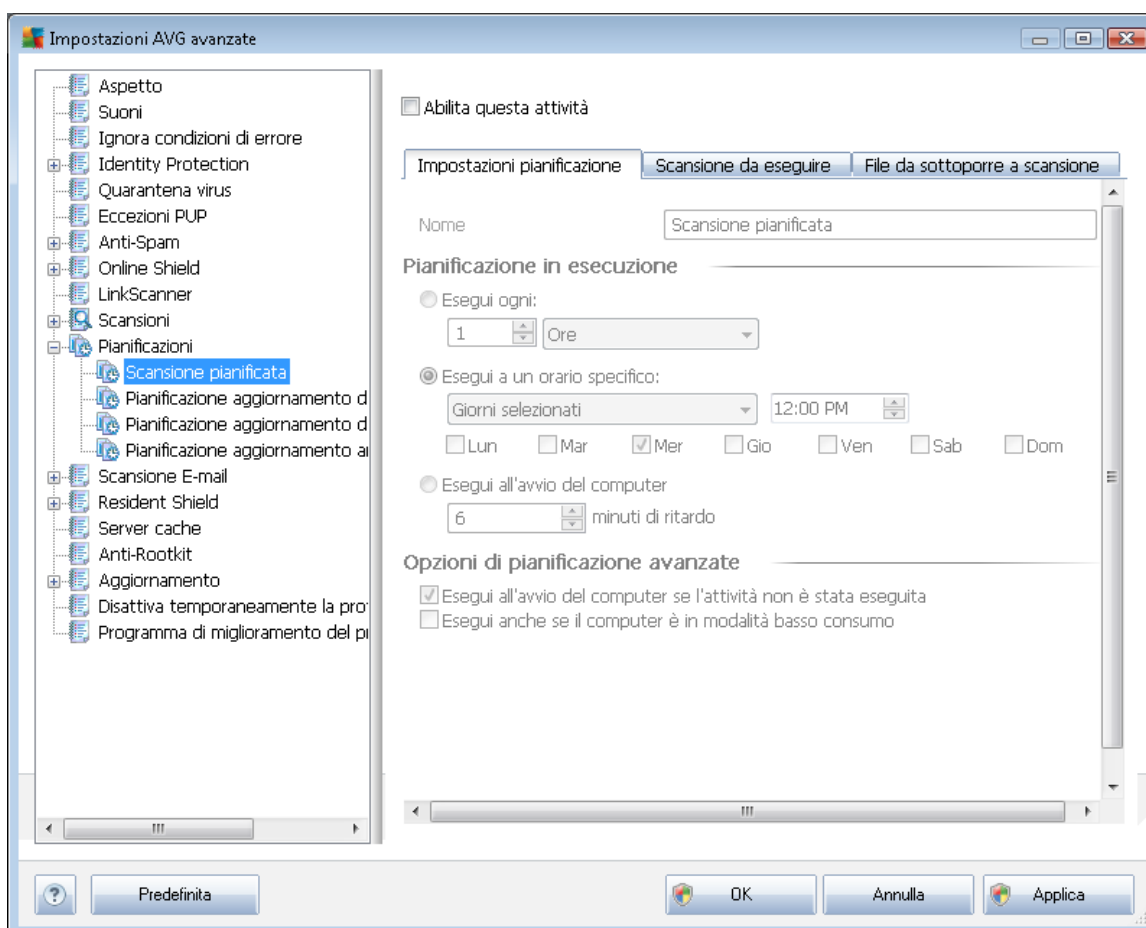 Impostazioni AVG avanzate
Aspetto
Suoni
Ignora condizioni di errore
Identity Protection
Quarantena virus
Eccezioni PUP
Anti-Spam
Online Shield
LinkScanner
Scansioni
Pianificazioni
Scansione pianificata
Pianificazione aggiornamento d
Pianificazione aggiornamento d
Pianificazione aggiornamento a
Scansione E-mail
Resident Shield
Server cache
Anti-Rootkit
Aggiornamento
Disattiva temporaneamente la pro
Programma di miglioramento del p
Abilita questa attività
Impostazioni pianificazione Scansione da eseguire File da sottoporre a scansione
Nome Scansione pianificata
Pianificazione in esecuzione
Esegui ogni:
1 Ore
Esegui a un orario specifico:
Giorni selezionati 12:00 PM
Lun Mar Mer Gio Ven Sab Dom
Esegui all'avvio del computer
6 minuti di ritardo
Opzioni di pianificazione avanzate
Esegui all'avvio del computer se l'attività non è stata eseguita
Esegui anche se il computer è in modalità basso consumo
? Predefinita OK Annulla Applica